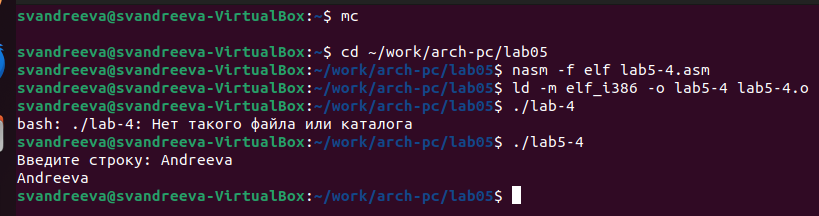 svandreeva@svandreeva-VirtualBox:~$ mc
svandreeva@svandreeva-VirtualBox:~$ cd ~/work/arch-pc/lab05
svandreeva@svandreeva-VirtualBox:~/work/arch-pc/lab05$ nasm -f elf lab5-4.asm
svandreeva@svandreeva-VirtualBox:~/work/arch-pc/lab05$ ld -m elf_i386 -o lab5-4 lab5-4.o
svandreeva@svandreeva-VirtualBox:~/work/arch-pc/lab05$ ./lab-4
bash: ./lab-4: Нет такого файла или каталога
svandreeva@svandreeva-VirtualBox:~/work/arch-pc/lab05$ ./lab5-4
Введите строку: Andreeva
Andreeva
svandreeva@svandreeva-VirtualBox:~/work/arch-pc/lab05$